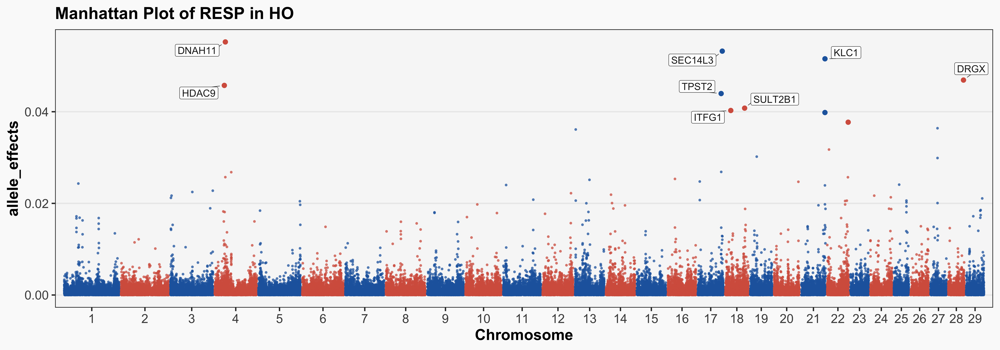 Manhattan Plot of RESP in HO
DNAH11
SEC14L3
KLC1
DRGX
TPST2
HDAC9
SULT2B1
ITFG1
0.04
0.02
0.00
allele_effects
1 2 3 4 5 6 7 8 9 10 11 12 13 14 15 16 17 18 19 20 21 22 23 24 25 26 27 28 29
Chromosome